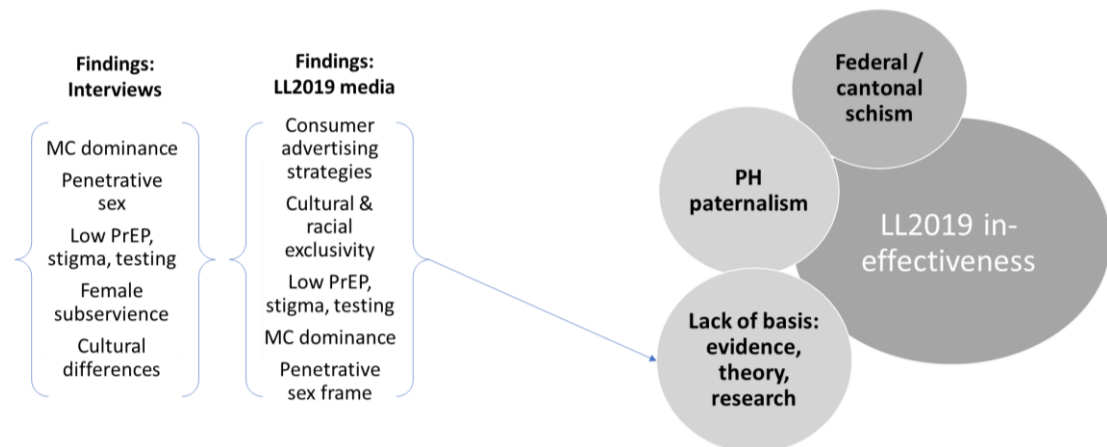 Findings:
Interviews
MC dominance
Penetrative
sex
Low PrEP,
stigma, testing
Female
subservience
Cultural
differences
Findings:
LL2019 media
Consumer
advertising
strategies
Cultural &
racial
exclusivity
Low PrEP,
stigma, testing
MC dominance
Penetrative
sex frame
Federal /
cantonal
schism
PH
paternalism
Lack of basis:
evidence,
theory,
research
LL2019 in-
effectiveness